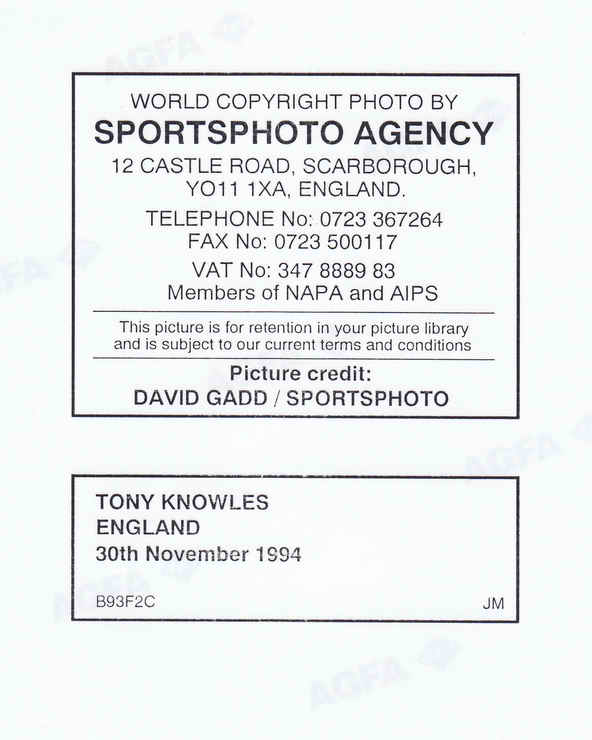 AGFA
WORLD COPYRIGHT PHOTO BY
SPORTSPHOTO AGENCY
12 CASTLE ROAD, SCARBOROUGH,
YO11 1XA, ENGLAND.
TELEPHONE No: 0723 367264
FAX No: 0723 500117
VAT No: 347 8889 83
Members of NAPA and AIPS
This picture is for retention in your picture library
and is subject to our current terms and conditions
Picture credit:
DAVID GADD / SPORTSPHOTO
AGFA
TONY KNOWLES
ENGLAND
30th November 1994
B93F2C JM
AGFA